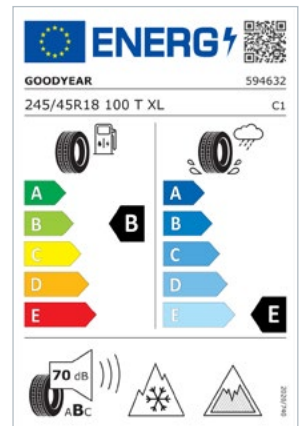 ENERG
GOODYEAR 594632
245/45R18 100 T XL C1
A A
B B B
C C
D D
E E E
70 dB
ABC
2020/740